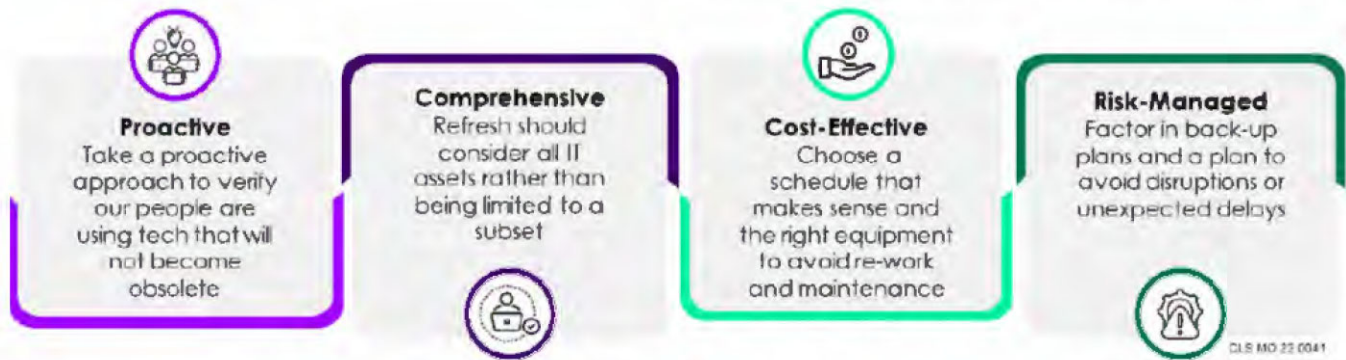 Proactive
Take a proactive
approach to verify
our people are
using tech that will
not become
obsolete
Comprehensive
Refresh should
consider all IT
assets rather than
being limited to a
subset
Cost-Effective
Choose a
schedule that
makes sense and
the right equipment
to avoid re-work
and maintenance
Risk-Managed
Factor in back-up
plans and a plan to
avoid disruptions or
unexpected delays
CLS MO 23 0041